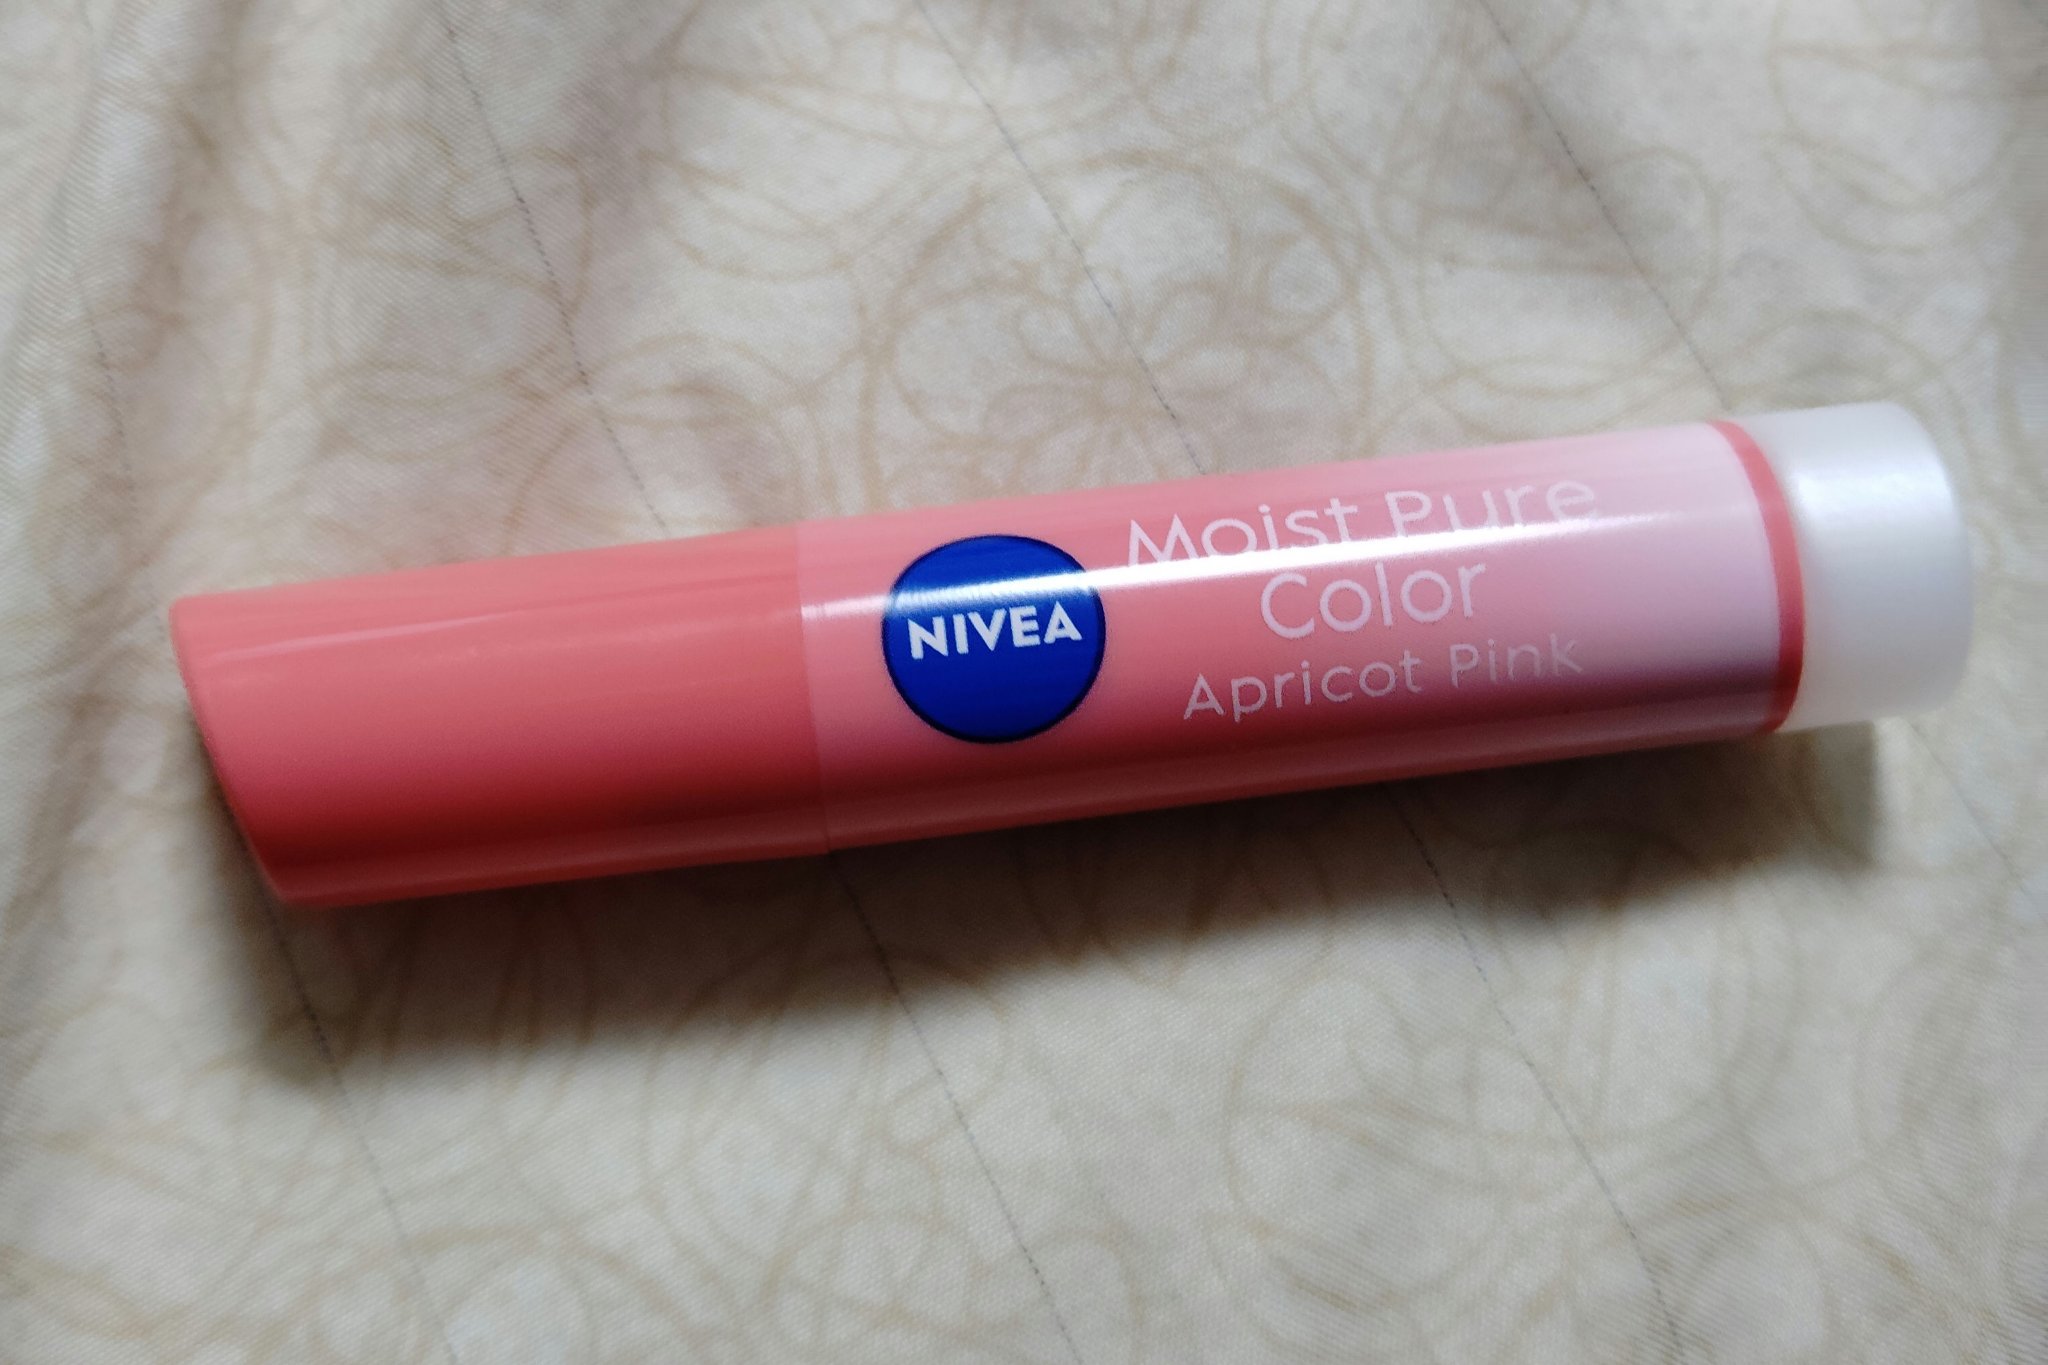 NIVEA
Moist Pure
Color
Apricot Pink